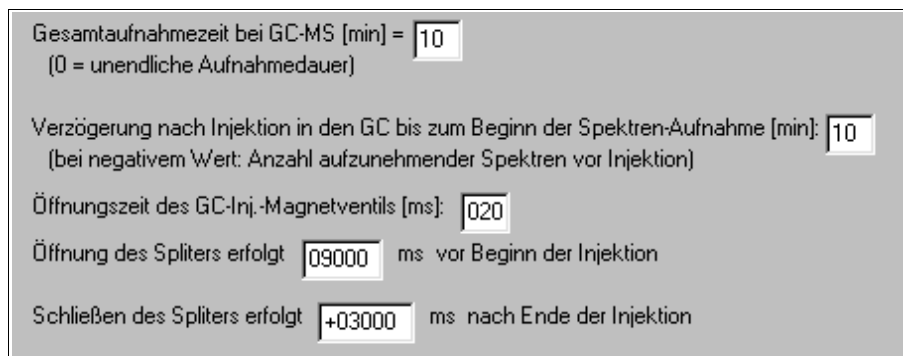 Gesamtaufnahmezeit bei GC-MS [min] = 10
(0 = unendliche Aufnahmedauer)
Verzögerung nach Injektion in den GC bis zum Beginn der Spektren-Aufnahme [min]: 10
(bei negativem Wert: Anzahl aufzunehmender Spektren vor Injektion)
Öffnungszeit des GC-Inj.-Magnetventils [ms]: 020
Öffnung des Spliters erfolgt 09000 ms vor Beginn der Injektion
Schließen des Spliters erfolgt +03000 ms nach Ende der Injektion